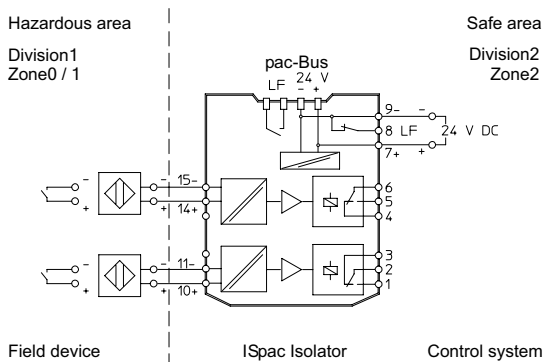 Hazardous area
Safe area
Division1
Zone0 / 1
Division2
Zone2
pac-Bus
LF 24 V
- +
9- -
8 LF 24 V DC
7+ +
- - 15- 6
+ + 14+ 5
4
3
- - 11- 2
+ + 10+ 1
Field device
ISpac Isolator
Control system